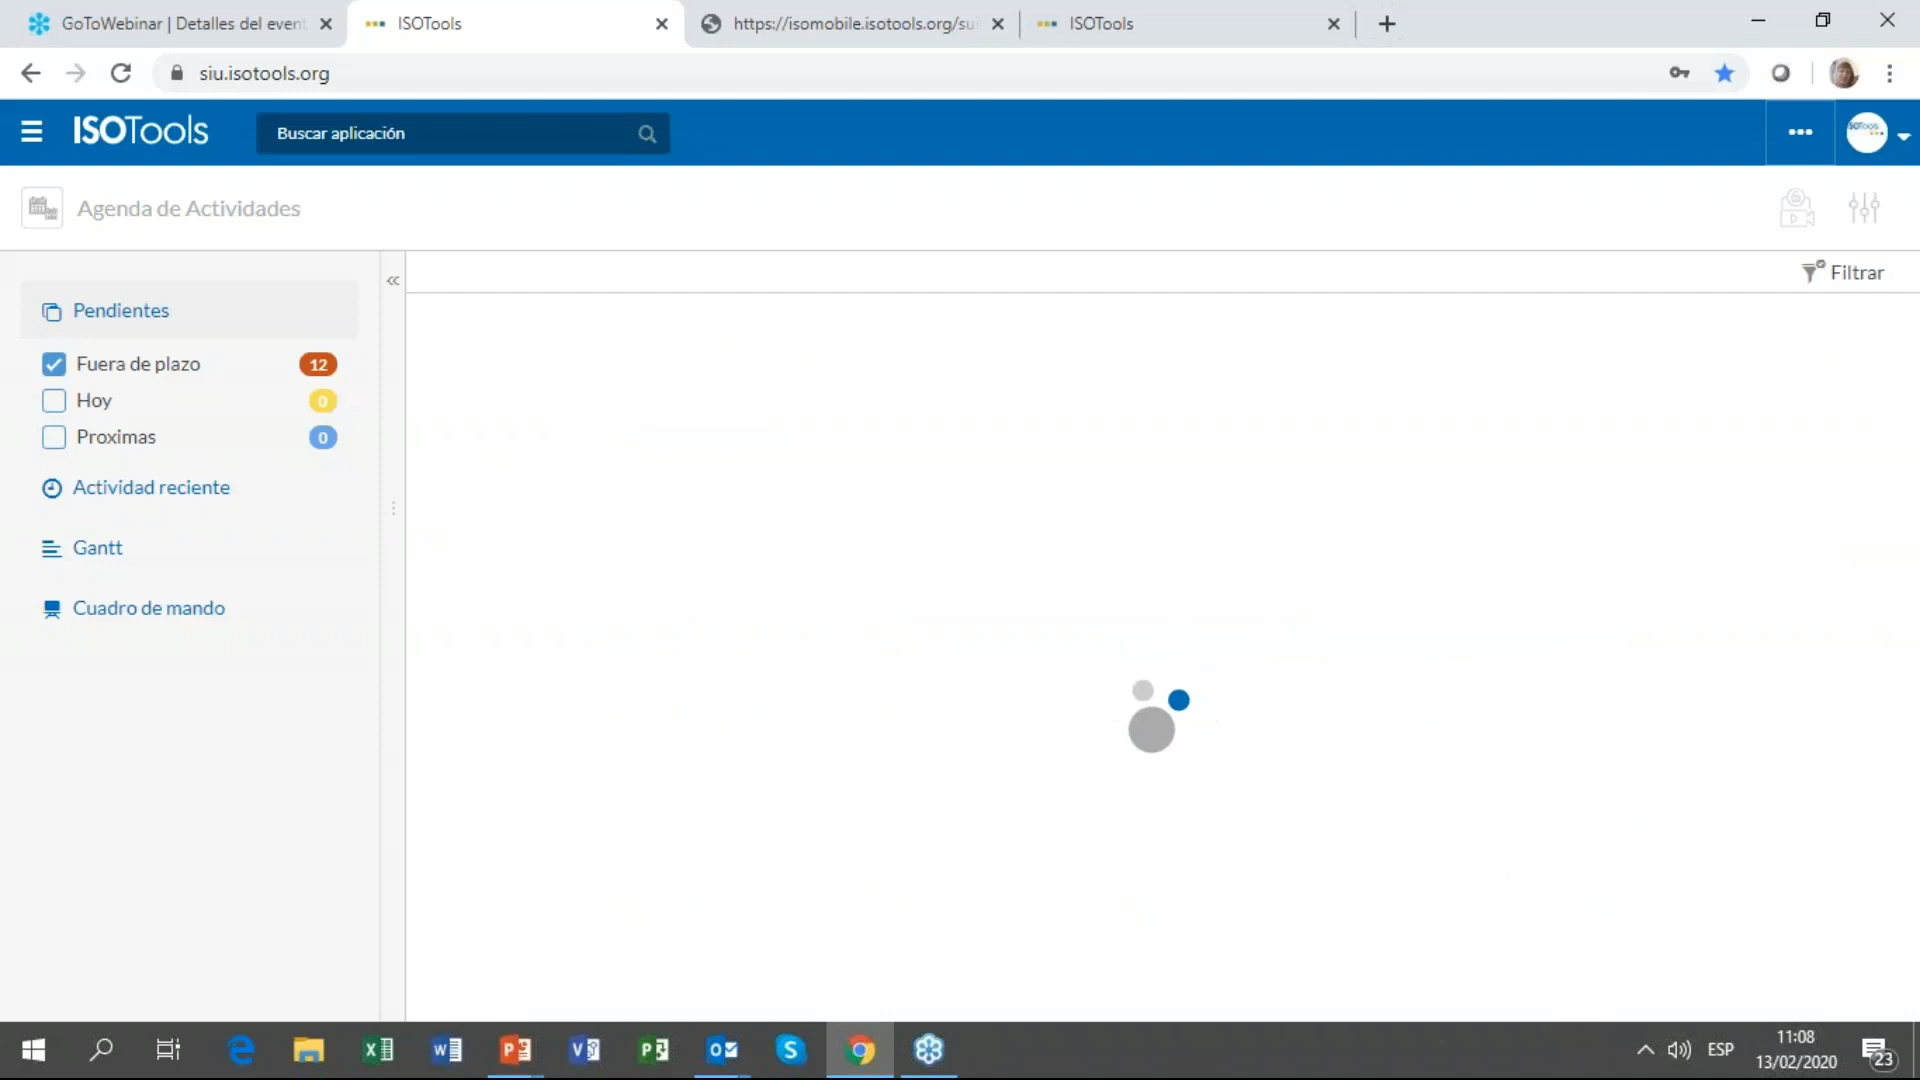 GoToWebinar | Detalles del event
ISOTools
https://isomobile.isotools.org/sui
ISOTools
siu.isotools.org
ISOTools
Buscar aplicación
ISOTools
Agenda de Actividades
Filtrar
Pendientes
Fuera de plazo 12
Hoy 0
Proximas 0
Actividad reciente
Gantt
Cuadro de mando
ESP
11:08
13/02/2020
23